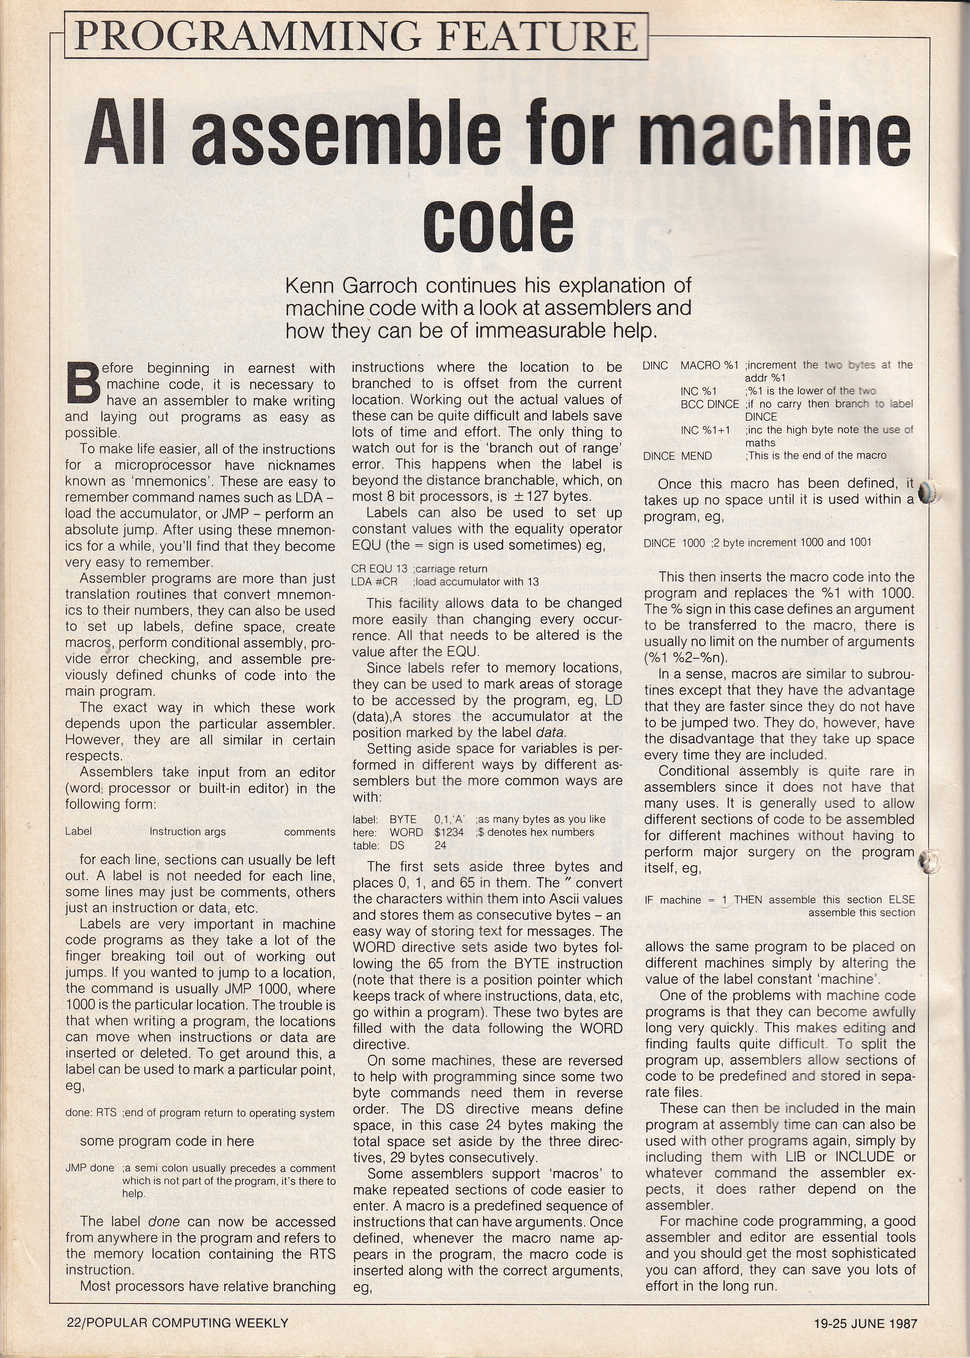 PROGRAMMING FEATURE
All assemble for machine
code
Kenn Garroch continues his explanation of
machine code with a look at assemblers and
how they can be of immeasurable help.
Before beginning in earnest with
machine code, it is necessary to
have an assembler to make writing
and laying out programs as easy as
possible.
To make life easier, all of the instructions
for a microprocessor have nicknames
known as 'mnemonics'. These are easy to
remember command names such as LDA –
load the accumulator, or JMP – perform an
absolute jump. After using these mnemon-
ics for a while, you'll find that they become
very easy to remember.
Assembler programs are more than just
translation routines that convert mnemon-
ics to their numbers, they can also be used
to set up labels, define space, create
macros, perform conditional assembly, pro-
vide error checking, and assemble pre-
viously defined chunks of code into the
main program.
The exact way in which these work
depends upon the particular assembler.
However, they are all similar in certain
respects.
Assemblers take input from an editor
(word processor or built-in editor) in the
following form:
Label Instruction args comments
for each line, sections can usually be left
out. A label is not needed for each line,
some lines may just be comments, others
just an instruction or data, etc.
Labels are very important in machine
code programs as they take a lot of the
finger breaking toil out of working out
jumps. If you wanted to jump to a location,
the command is usually JMP 1000, where
1000 is the particular location. The trouble is
that when writing a program, the locations
can move when instructions or data are
inserted or deleted. To get around this, a
label can be used to mark a particular point,
eg,
done: RTS ;end of program return to operating system
some program code in here
JMP done ;a semi colon usually precedes a comment
which is not part of the program, it's there to
help.
The label done can now be accessed
from anywhere in the program and refers to
the memory location containing the RTS
instruction.
Most processors have relative branching
instructions where the location to be
branched to is offset from the current
location. Working out the actual values of
these can be quite difficult and labels save
lots of time and effort. The only thing to
watch out for is the 'branch out of range'
error. This happens when the label is
beyond the distance branchable, which, on
most 8 bit processors, is ±127 bytes.
Labels can also be used to set up
constant values with the equality operator
EQU (the = sign is used sometimes) eg,
CR EQU 13 ;carriage return
LDA #CR ;load accumulator with 13
This facility allows data to be changed
more easily than changing every occur-
rence. All that needs to be altered is the
value after the EQU.
Since labels refer to memory locations,
they can be used to mark areas of storage
to be accessed by the program, eg, LD
(data),A stores the accumulator at the
position marked by the label data.
Setting aside space for variables is per-
formed in different ways by different as-
semblers but the more common ways are
with:
label: BYTE 0,1,'A' ;as many bytes as you like
here: WORD $1234 ;$ denotes hex numbers
table: DS 24
The first sets aside three bytes and
places 0, 1, and 65 in them. The ″ convert
the characters within them into Ascii values
and stores them as consecutive bytes – an
easy way of storing text for messages. The
WORD directive sets aside two bytes fol-
lowing the 65 from the BYTE instruction
(note that there is a position pointer which
keeps track of where instructions, data, etc,
go within a program). These two bytes are
filled with the data following the WORD
directive.
On some machines, these are reversed
to help with programming since some two
byte commands need them in reverse
order. The DS directive means define
space, in this case 24 bytes making the
total space set aside by the three direc-
tives, 29 bytes consecutively.
Some assemblers support 'macros' to
make repeated sections of code easier to
enter. A macro is a predefined sequence of
instructions that can have arguments. Once
defined, whenever the macro name ap-
pears in the program, the macro code is
inserted along with the correct arguments,
eg,
DINC MACRO %1 ;increment the two bytes at the
addr %1
INC %1 ;%1 is the lower of the two
BCC DINCE ;if no carry then branch to label
DINCE
INC %1+1 ;inc the high byte note the use of
maths
DINCE MEND ;This is the end of the macro
Once this macro has been defined, it
takes up no space until it is used within a
program, eg,
DINCE 1000 ;2 byte increment 1000 and 1001
This then inserts the macro code into the
program and replaces the %1 with 1000.
The % sign in this case defines an argument
to be transferred to the macro, there is
usually no limit on the number of arguments
(%1 %2–%n).
In a sense, macros are similar to subrou-
tines except that they have the advantage
that they are faster since they do not have
to be jumped two. They do, however, have
the disadvantage that they take up space
every time they are included.
Conditional assembly is quite rare in
assemblers since it does not have that
many uses. It is generally used to allow
different sections of code to be assembled
for different machines without having to
perform major surgery on the program
itself, eg,
IF machine = 1 THEN assemble this section ELSE
assemble this section
allows the same program to be placed on
different machines simply by altering the
value of the label constant 'machine'.
One of the problems with machine code
programs is that they can become awfully
long very quickly. This makes editing and
finding faults quite difficult. To split the
program up, assemblers allow sections of
code to be predefined and stored in sepa-
rate files.
These can then be included in the main
program at assembly time can can also be
used with other programs again, simply by
including them with LIB or INCLUDE or
whatever command the assembler ex-
pects, it does rather depend on the
assembler.
For machine code programming, a good
assembler and editor are essential tools
and you should get the most sophisticated
you can afford, they can save you lots of
effort in the long run.
22/POPULAR COMPUTING WEEKLY
19-25 JUNE 1987